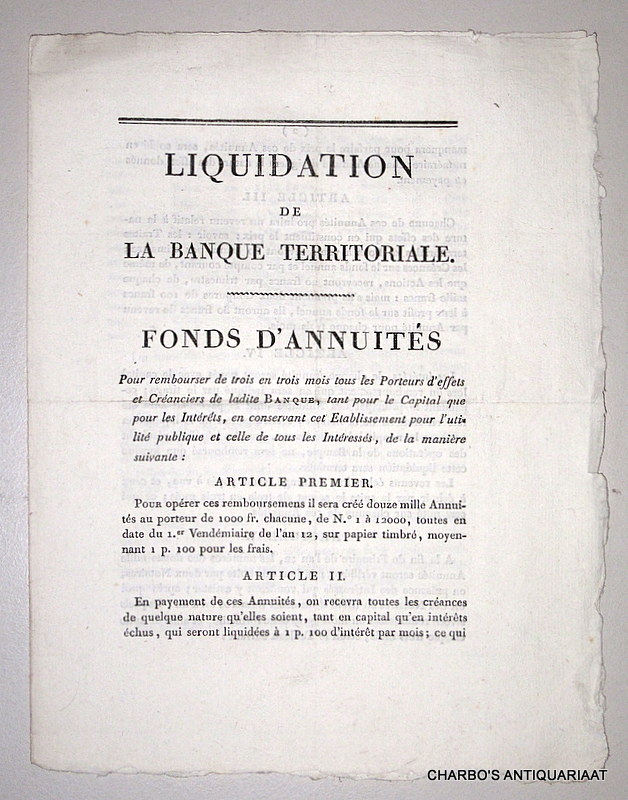 LIQUIDATION
DE
LA BANQUE TERRITORIALE.
FONDS D'ANNUITÉS
Pour rembourser de trois en trois mois tous les Porteurs d'effets
et Créanciers de ladite BANQUE, tant pour le Capital que
pour les Intérêts, en conservant cet Etablissement pour l'uti-
lité publique et celle de tous les Intéressés, de la manière
suivante :
ARTICLE PREMIER.
POUR opérer ces remboursemens il sera créé douze mille Annui-
tés au porteur de 1000 fr. chacune, de N.° 1 à 12000, toutes en
date du 1.er Vendémiaire de l'an 12, sur papier timbré, moyen-
nant 1 p. 100 pour les frais.
ARTICLE II.
En payement de ces Annuités, on recevra toutes les créances
de quelque nature qu'elles soient, tant en capital qu'en intérêts
échus, qui seront liquidées à 1 p. 100 d'intérêt par mois ; ce qui
CHARBO'S ANTIQUARIAAT